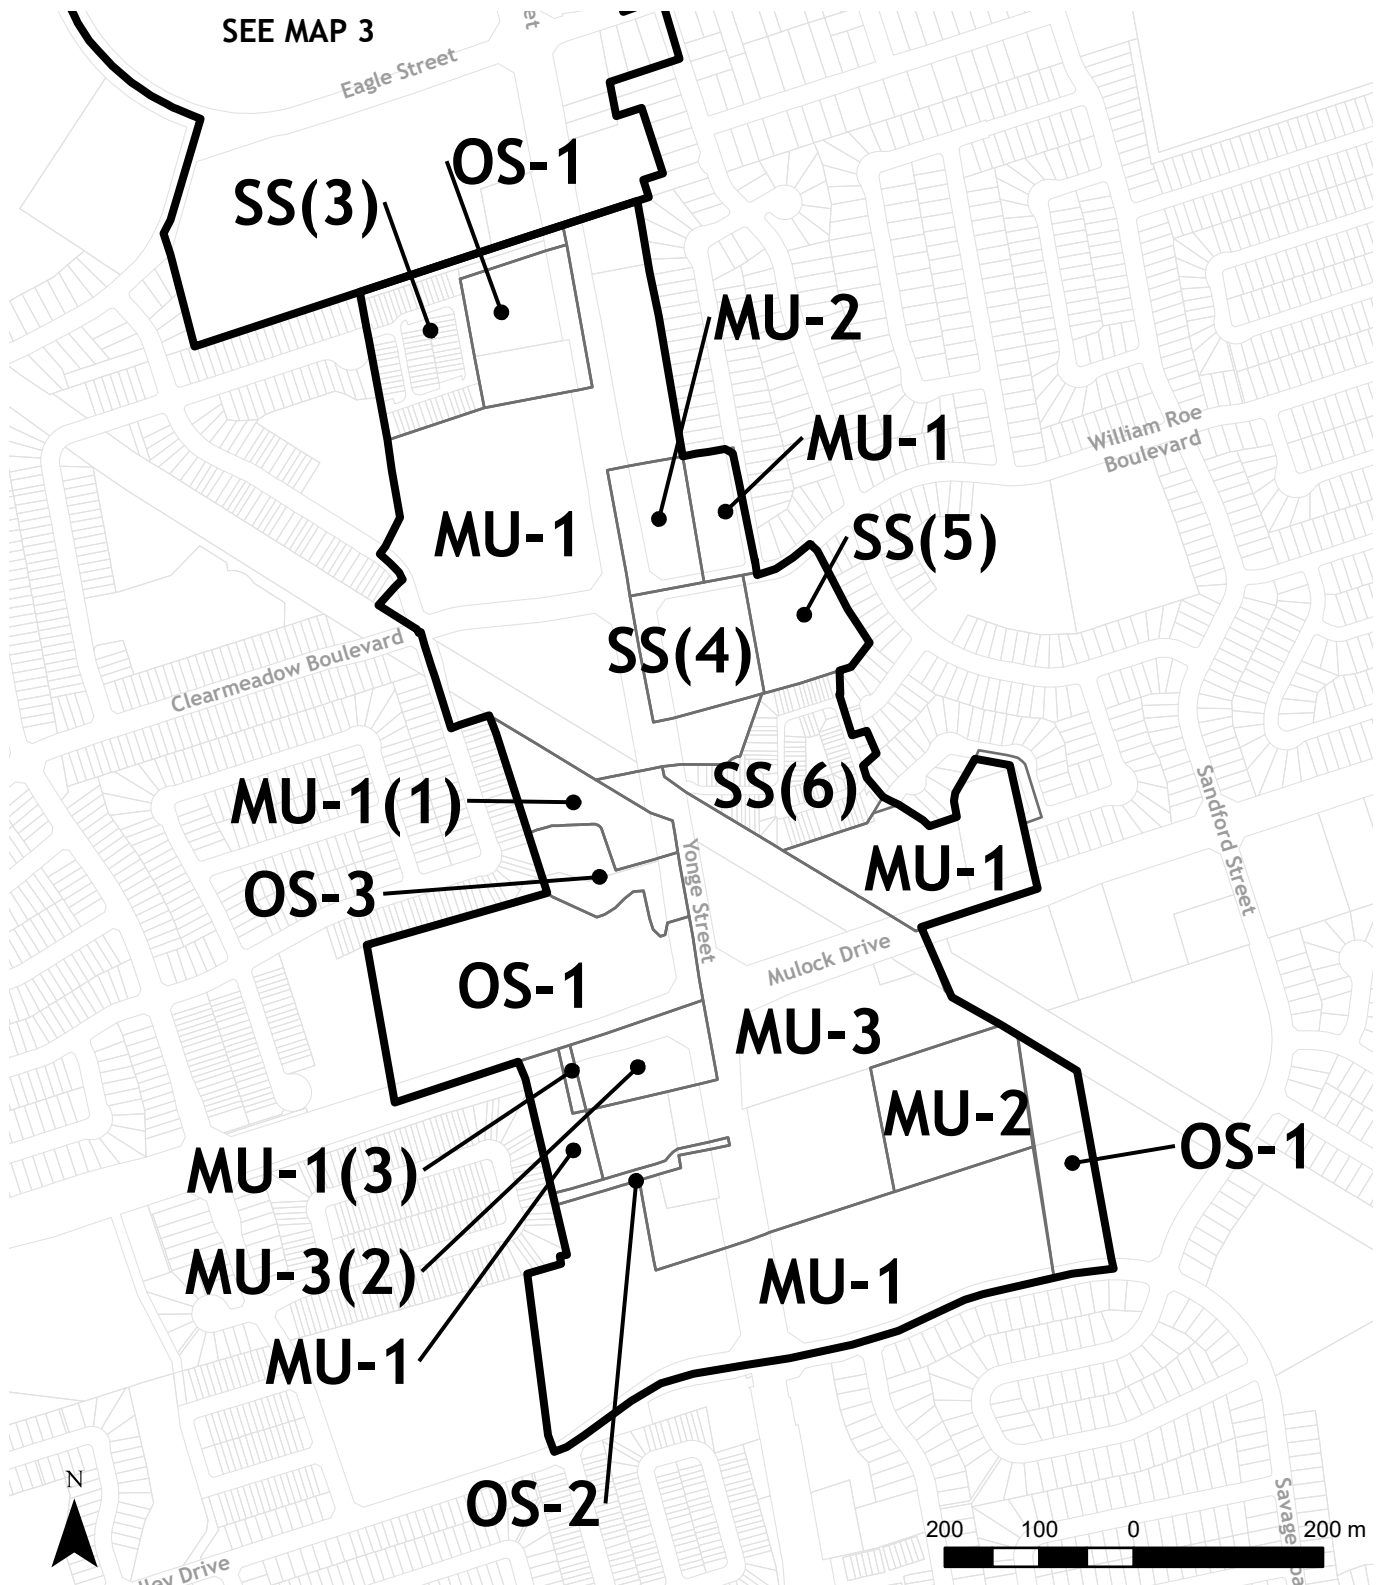 SEE MAP 3
Eagle Street
OS-1
SS(3)
MU-2
MU-1
William Roe
Boulevard
MU-1
SS(5)
SS(4)
Clearmeadow Boulevard
SS(6)
MU-1(1)
Sandford Street
MU-1
OS-3
Yonge Street
Mulock Drive
OS-1
MU-3
MU-2
OS-1
MU-1(3)
MU-3(2)
MU-1
MU-1
OS-2
N
Savage
200 100 0 200 m
Drive